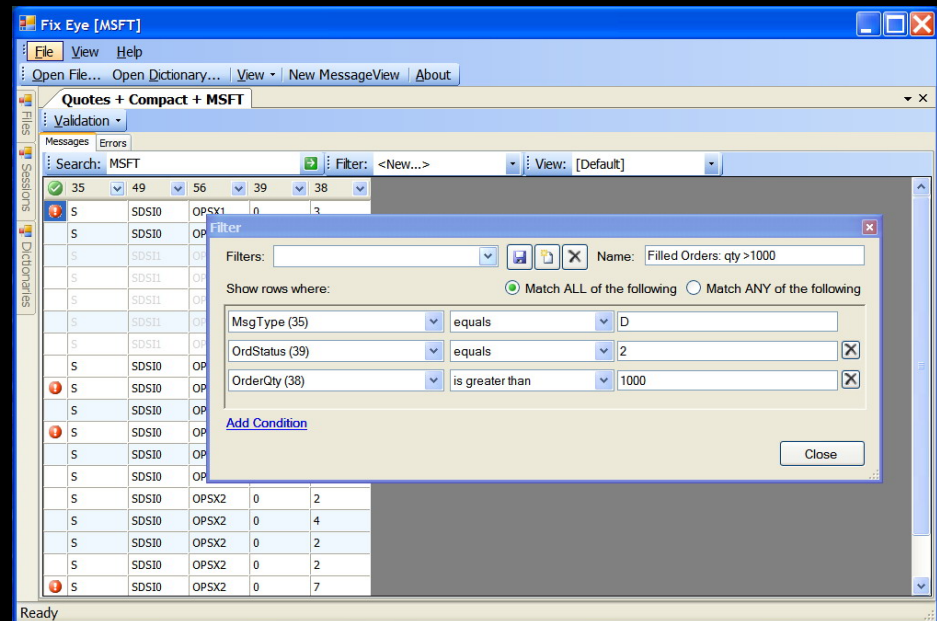 Fix Eye [MSFT]
File View Help
Open File... Open Dictionary... View New MessageView About
Files
Sessions
Dictionaries
Quotes + Compact + MSFT
Validation
Messages Errors
Search: MSFT Filter: <New...> View: [Default]
35 49 56 39 38
S SDSI0 OPSX1 0 3
S SDSI0 OP
S SDSI1 OP
S SDSI1 OP
S SDSI1 OP
S SDSI1 OP
S SDSI0 OP
S SDSI0 OP
S SDSI0 OP
S SDSI0 OP
S SDSI0 OP
S SDSI0 OP
S SDSI0 OPSX2 0 2
S SDSI0 OPSX2 0 4
S SDSI0 OPSX2 0 2
S SDSI0 OPSX2 0 2
S SDSI0 OPSX2 0 7
Filter
Filters: Name: Filled Orders: qty >1000
Show rows where: Match ALL of the following Match ANY of the following
MsgType (35) equals D
OrdStatus (39) equals 2
OrderQty (38) is greater than 1000
Add Condition
Close
Ready